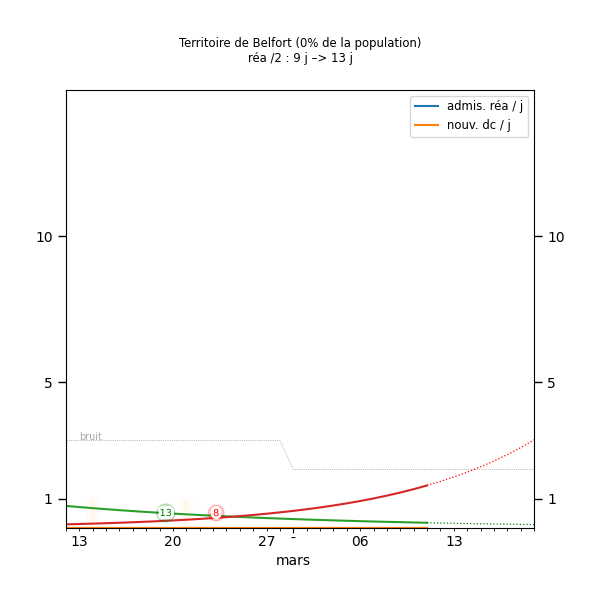 Territoire de Belfort (0% de la population)
réa /2 : 9 j –> 13 j
admis. réa / j
nouv. dc / j
10 10
5 5
bruit
1 13 8 1
13 20 27 - 06 13
mars